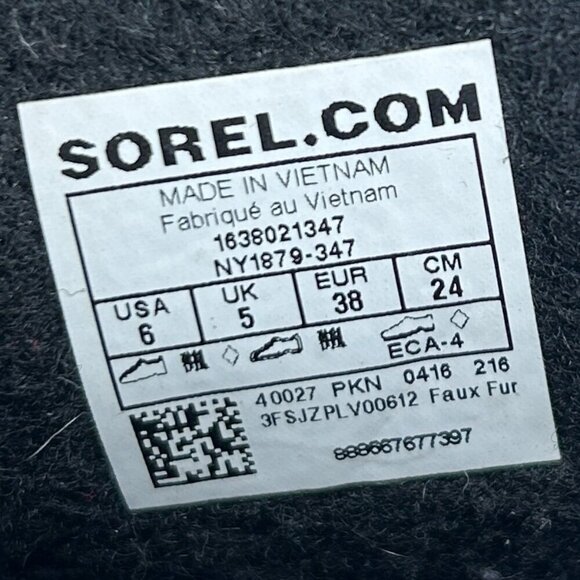 SOREL.COM
MADE IN VIETNAM
Fabriqué au Vietnam
1638021347
NY1879-347
USA UK EUR CM
6 5 38 24
ECA-4
40027 PKN 0416 216
3FSJZPLV00612 Faux Fur
888667677397